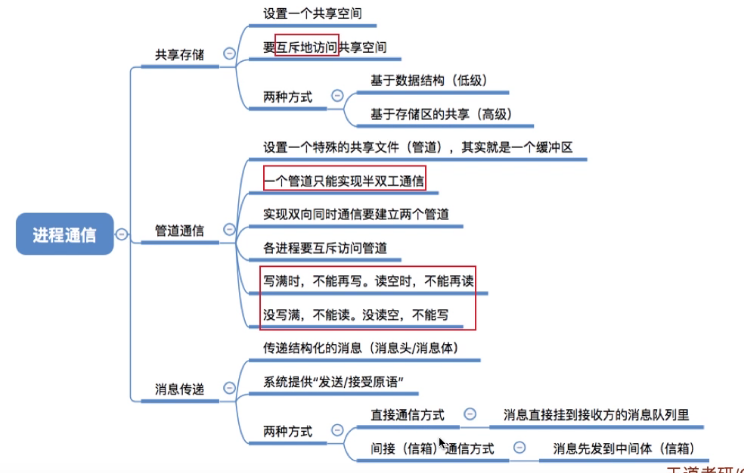 进程通信
共享存储
设置一个共享空间
要互斥地访问共享空间
两种方式
基于数据结构（低级）
基于存储区的共享（高级）
管道通信
设置一个特殊的共享文件（管道），其实就是一个缓冲区
一个管道只能实现半双工通信
实现双向同时通信要建立两个管道
各进程要互斥访问管道
写满时，不能再写。读空时，不能再读
没写满，不能读。没读空，不能写
消息传递
传递结构化的消息（消息头/消息体）
系统提供“发送/接受原语”
两种方式
直接通信方式
消息直接挂到接收方的消息队列里
间接（信箱）通信方式
消息先发到中间体（信箱）